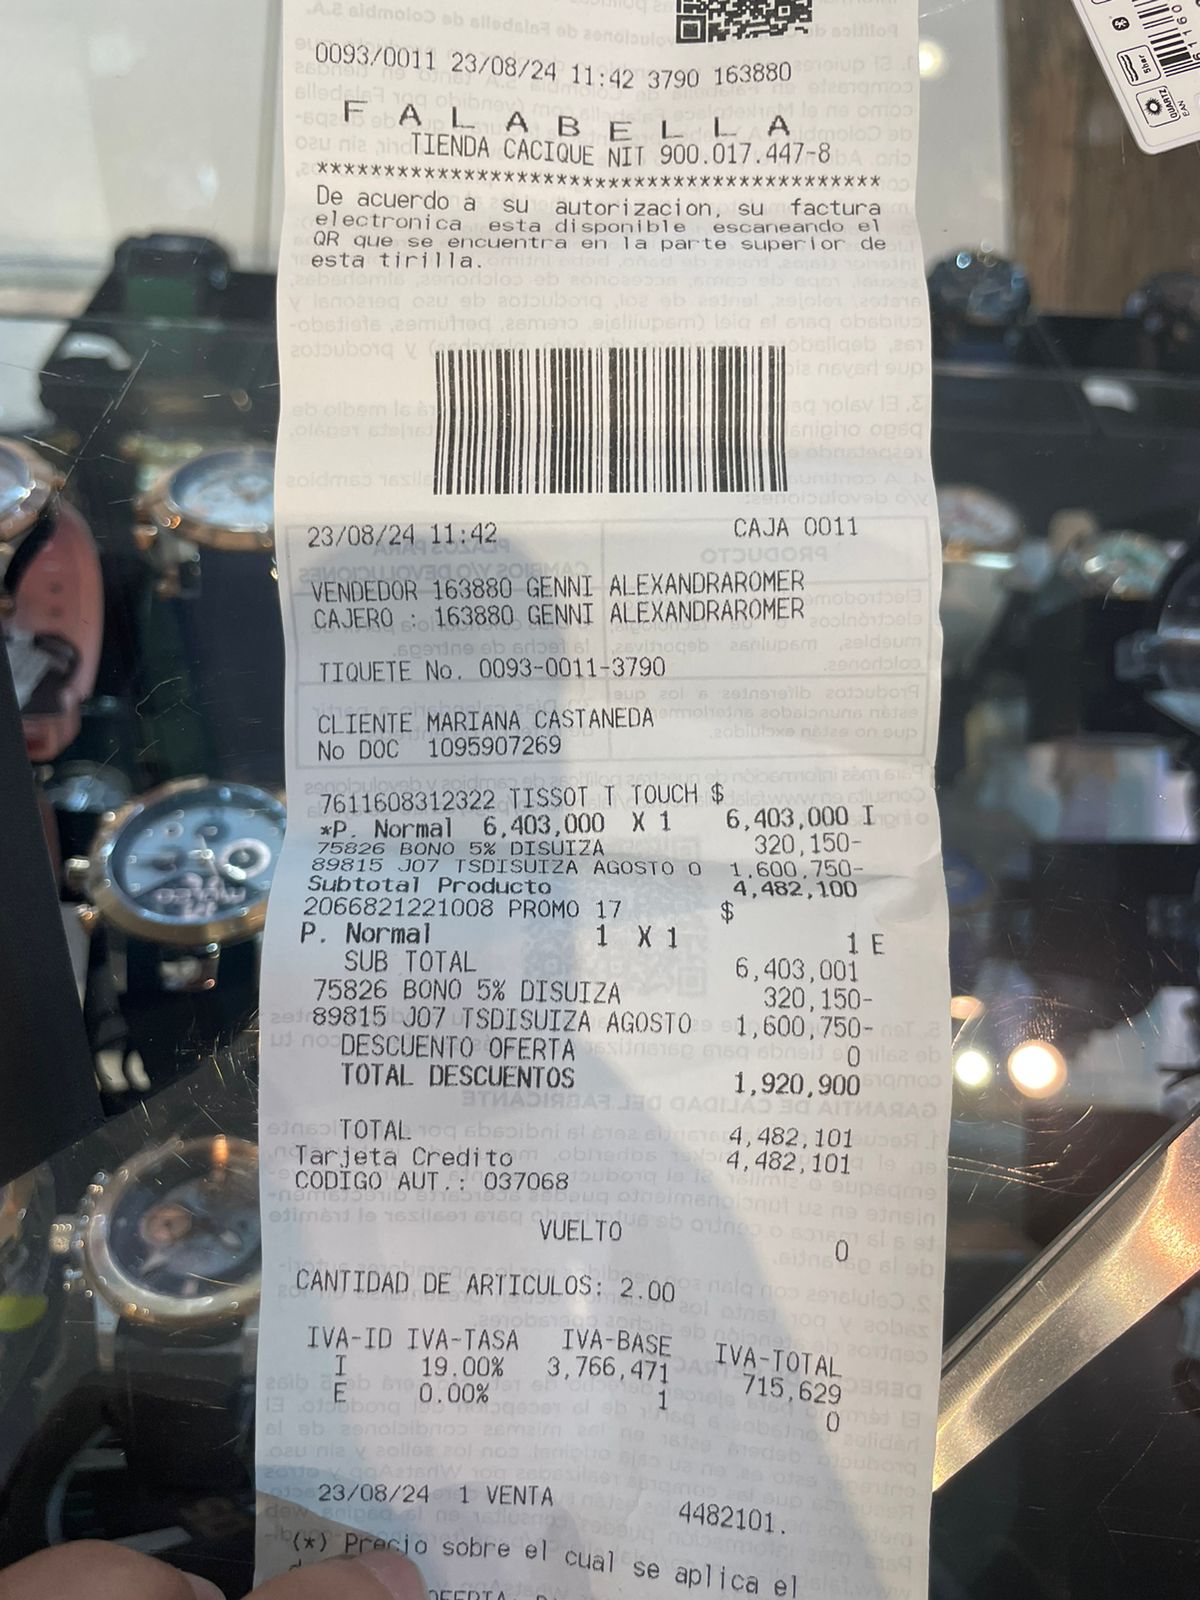 0093/0011 23/08/24 11:42 3790 163880
F A L A B E L L A
TIENDA CACIQUE NIT 900.017.447-8
*****************************************
De acuerdo a su autorizacion, su factura
electronica esta disponible escaneando el
QR que se encuentra en la parte superior de
esta tirilla.
23/08/24 11:42 CAJA 0011
VENDEDOR 163880 GENNI ALEXANDRAROMER
CAJERO : 163880 GENNI ALEXANDRAROMER
TIQUETE No. 0093-0011-3790
CLIENTE MARIANA CASTANEDA
No DOC 1095907269
7611608312322 TISSOT T TOUCH $
*P. Normal 6,403,000 X 1 6,403,000 I
75826 BONO 5% DISUIZA 320,150-
89815 J07 TSDISUIZA AGOSTO O 1,600,750-
Subtotal Producto 4,482,100
2066821221008 PROMO 17 $
P. Normal 1 X 1 1 E
SUB TOTAL 6,403,001
75826 BONO 5% DISUIZA 320,150-
89815 J07 TSDISUIZA AGOSTO 1,600,750-
DESCUENTO OFERTA 0
TOTAL DESCUENTOS 1,920,900
TOTAL 4,482,101
Tarjeta Credito 4,482,101
CODIGO AUT.: 037068
VUELTO 0
CANTIDAD DE ARTICULOS: 2.00
IVA-ID IVA-TASA IVA-BASE IVA-TOTAL
I 19.00% 3,766,471 715,629
E 0.00% 1 0
23/08/24 1 VENTA 4482101.
(*) Precio sobre el cual se aplica el
QUARTZ
EAN
5bar